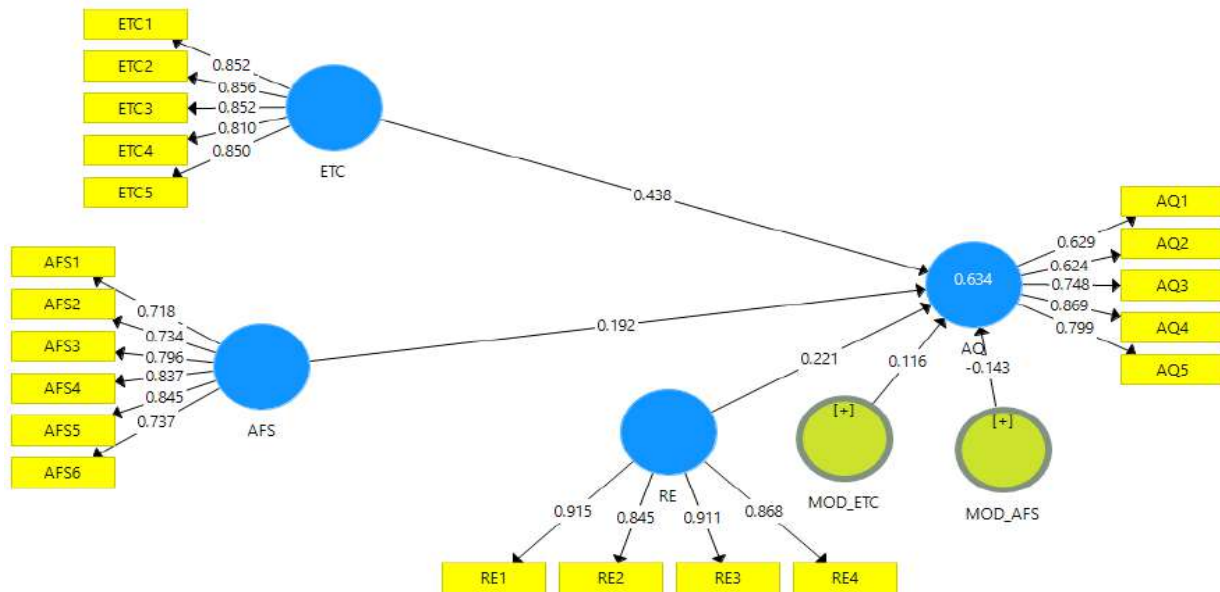 ETC1
ETC2
ETC3
ETC4
ETC5
0.852
0.856
0.852
0.810
0.850
ETC
0.438
AFS1
AFS2
AFS3
AFS4
AFS5
AFS6
0.718
0.734
0.796
0.837
0.845
0.737
AFS
0.192
0.634
AQ
AQ1
AQ2
AQ3
AQ4
AQ5
0.629
0.624
0.748
0.869
0.799
0.221
0.116
-0.143
RE
[+]
MOD_ETC
[+]
MOD_AFS
0.915
0.845
0.911
0.868
RE1
RE2
RE3
RE4